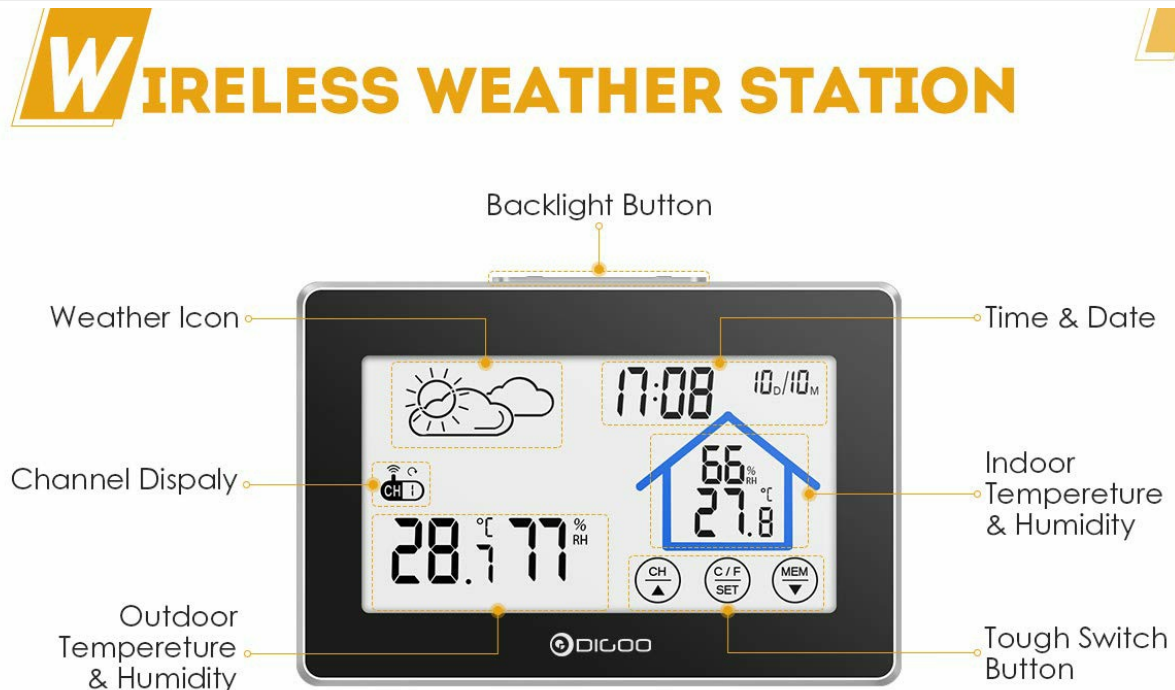 WIRELESS WEATHER STATION
Backlight Button
Weather Icon
Time & Date
17:08 10D/10M
Channel Dispaly
CH 1
66 % RH
27.8 °C
Indoor
Tempereture
& Humidity
28.7 °C 77 % RH
CH C / F SET MEM
Outdoor
Tempereture
& Humidity
DIGOO
Tough Switch
Button